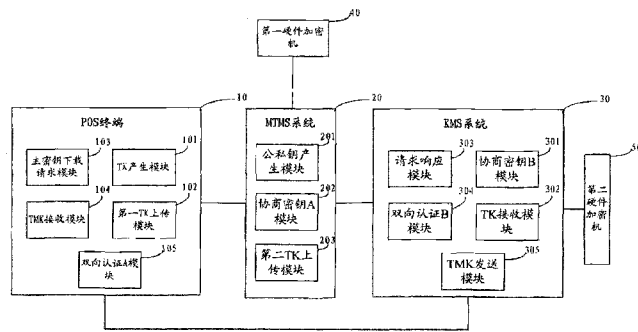 40
第一硬件加密
机
10
20
30
50
POS终端
MTMS系统
KMS系统
103
主密钥下载
请求模块
101
TK产生模块
104
TMK接收模块
102
第一TK上传
模块
105
双向认证A模
块
201
公私钥产
生模块
202
协商密钥A
模块
203
第二TK上
传模块
303
请求响应
模块
301
协商密钥B
模块
304
双向认证B
模块
302
TK接收模
块
305
TMK发送
模块
第二硬件加密机